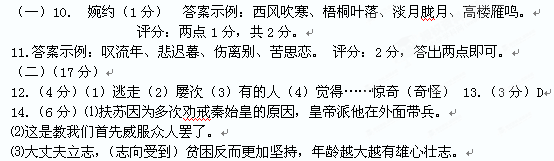 （一）10.　婉约（1 分）　答案示例：西风吹寒、梧桐叶落、淡月胧月、高楼雁鸣。
评分：两点 1 分，共 2 分。
11.答案示例：叹流年、悲迟暮、伤离别、苦思恋。 评分：2 分，答出两点即可。
（二）（17 分）
12.（4 分）（1）逃走（2）屡次（3）有的人（4）觉得……惊奇（奇怪） 13.（3 分）D
14.（6 分）⑴扶苏因为多次劝戒秦始皇的原因，皇帝派他在外面带兵。
⑵这是教我们首先威服众人罢了。
⑶大丈夫立志，（志向受到）贫困反而更加坚持，年龄越大越有雄心壮志。